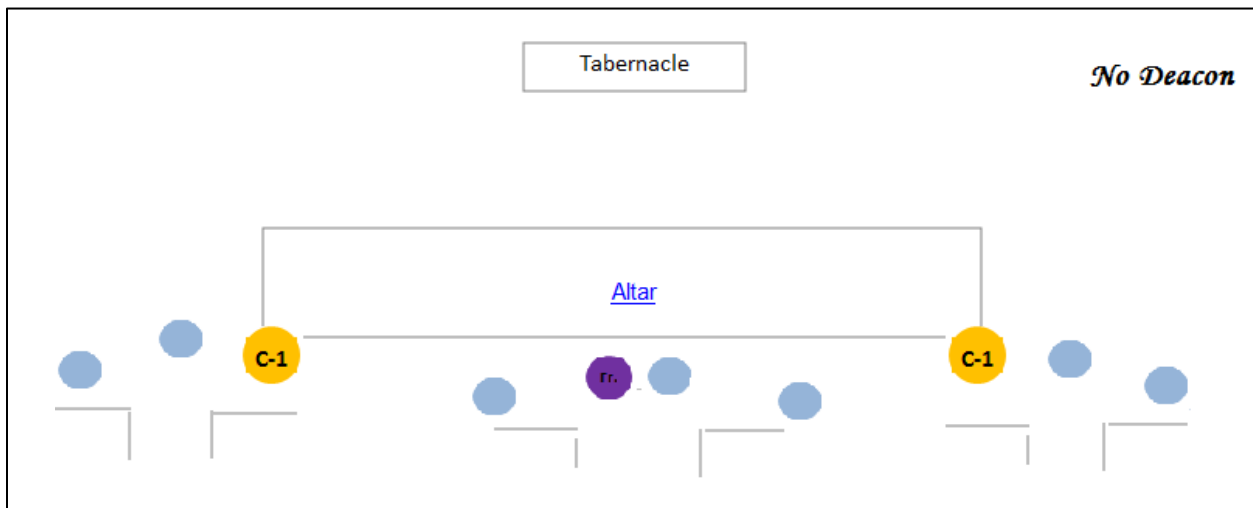 Tabernacle
No Deacon
Altar
C-1
Fr.
C-1